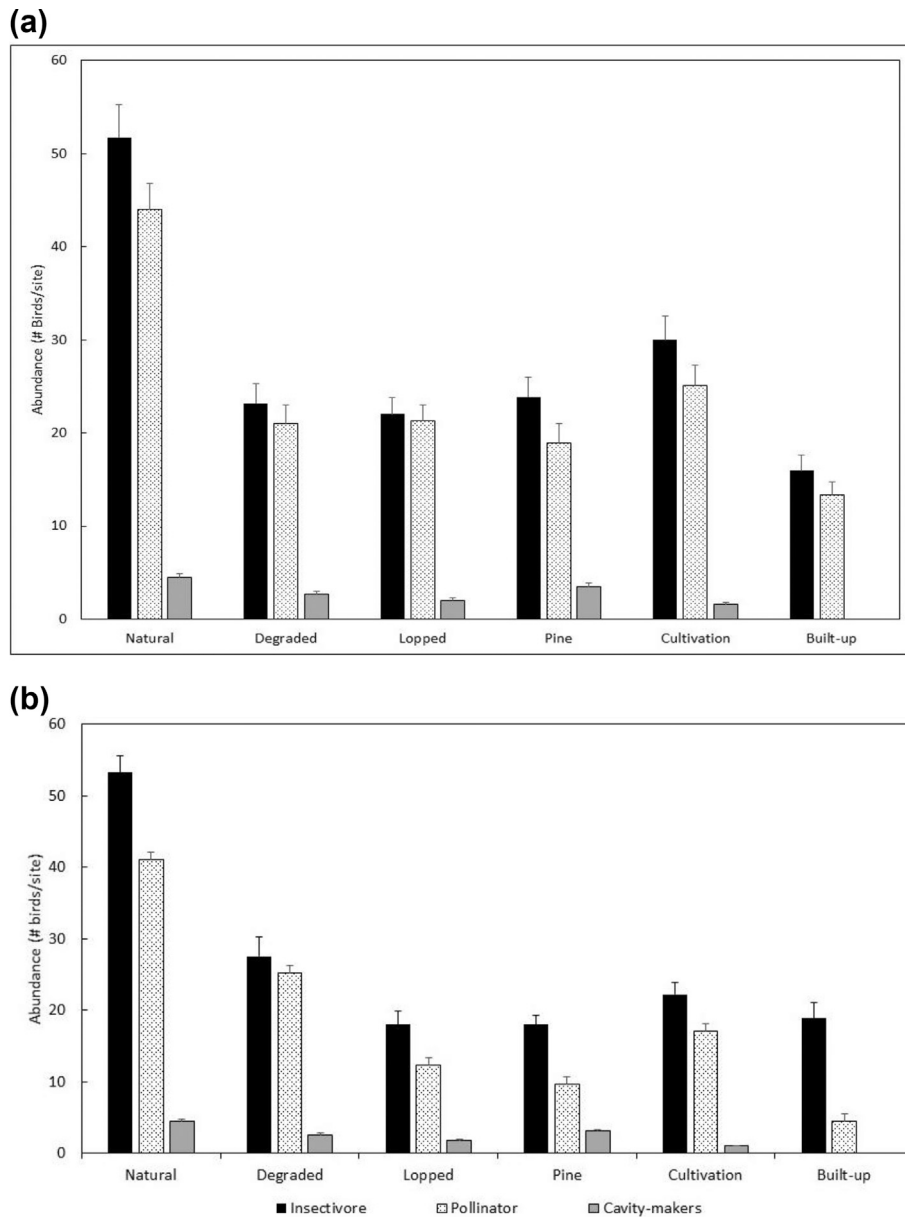 (a)
60
50
40
30
20
10
0
Abundance (# Birds/site)
Natural Degraded Lopped Pine Cultivation Built-up
(b)
60
50
40
30
20
10
0
Abundance (# birds/site)
Natural Degraded Lopped Pine Cultivation Built-up
Insectivore Pollinator Cavity-makers